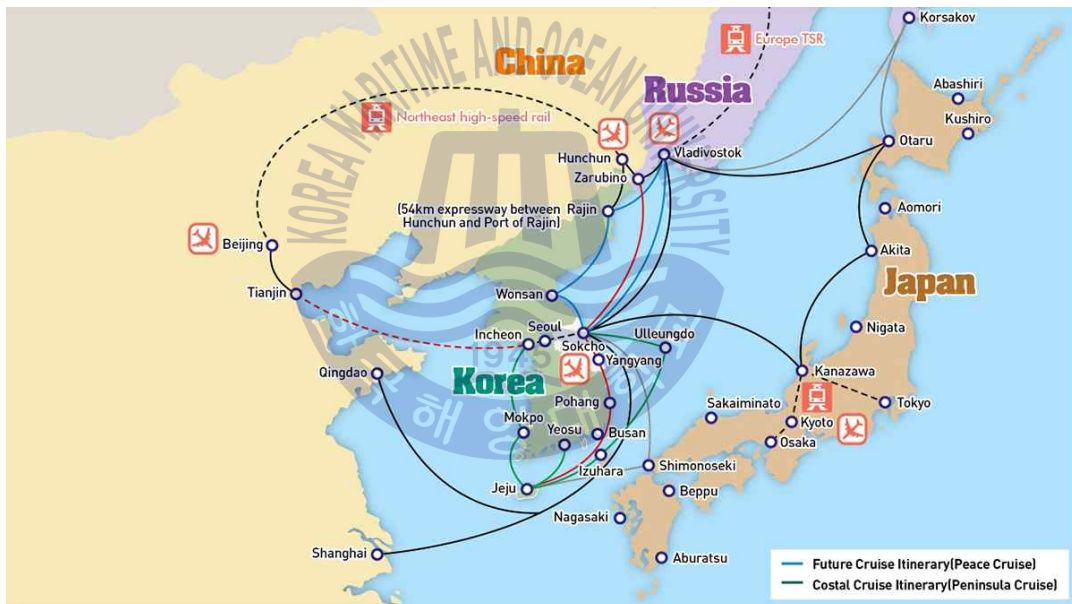 KOREA MARITIME AND OCEAN UNIVERSITY
China
Europe TSR
Korsakov
Russia
Abashiri
Kushiro
Northeast high-speed rail
Otaru
Hunchun
Vladivostok
Zarubino
Aomori
(54km expressway between Rajin
Hunchun and Port of Rajin)
Beijing
Akita
Japan
Tianjin
Wonsan
Nigata
Incheon
Seoul
Sokcho
Ulleungdo
1945
Yangyang
Qingdao
Korea
Kanazawa
Tokyo
Pohang
Sakaiminato
Kyoto
Mokpo
Yeosu
Busan
Osaka
Izuhara
Shimonoseki
Jeju
Beppu
Nagasaki
Shanghai
Aburatsu
Future Cruise Itinerary(Peace Cruise)
Costal Cruise Itinerary(Peninsula Cruise)